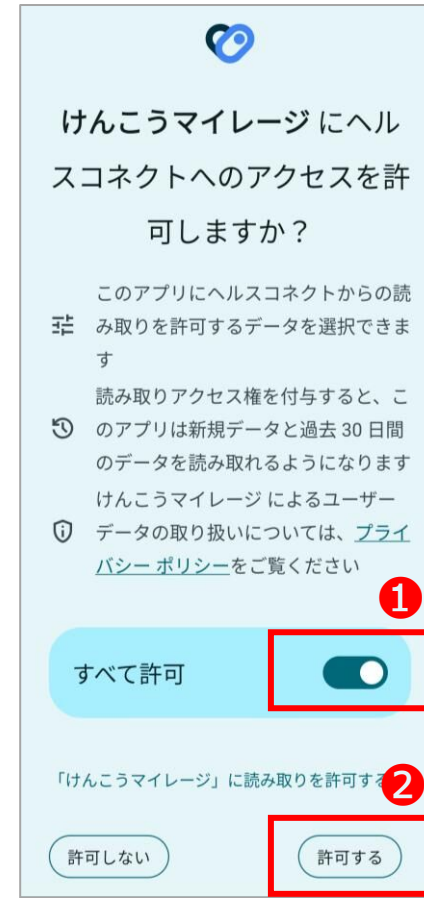 けんこうマイレージ にヘル
スコネクトへのアクセスを許
可しますか？
このアプリにヘルスコネクトからの読
み取りを許可するデータを選択できま
す
読み取りアクセス権を付与すると、こ
のアプリは新規データと過去 30 日間
のデータを読み取れるようになります
けんこうマイレージ によるユーザー
データの取り扱いについては、プライ
バシー ポリシーをご覧ください
1
すべて許可
「けんこうマイレージ」に読み取りを許可する
2
許可しない
許可する